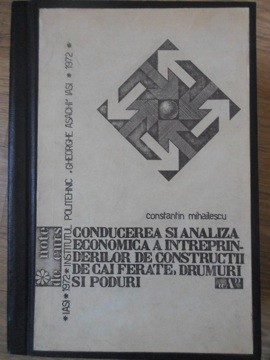 *IASI * 1972 * INSTITUTUL POLITEHNIC „GHEORGHE ASACHI" IASI * 1972 *
constantin mihailescu
CONDUCEREA SI ANALIZA
ECONOMICA A INTREPRIN-
DERILOR DE CONSTRUCTII
DE CAI FERATE, DRUMURI
SI PODURI